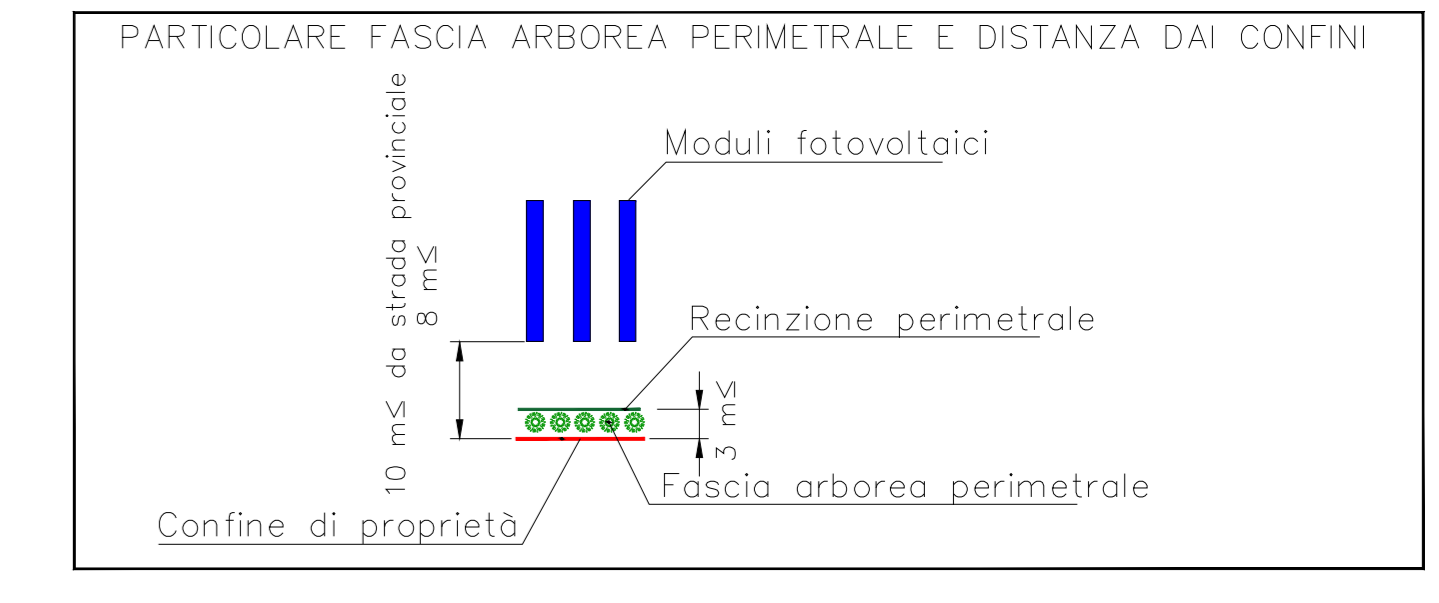 PARTICOLARE FASCIA ARBOREA PERIMETRALE E DISTANZA DAI CONFINI
10 m≤ da strada provinciale
8 m≤
Moduli fotovoltaici
Recinzione perimetrale
3 m≤
Fascia arborea perimetrale
Confine di proprietà